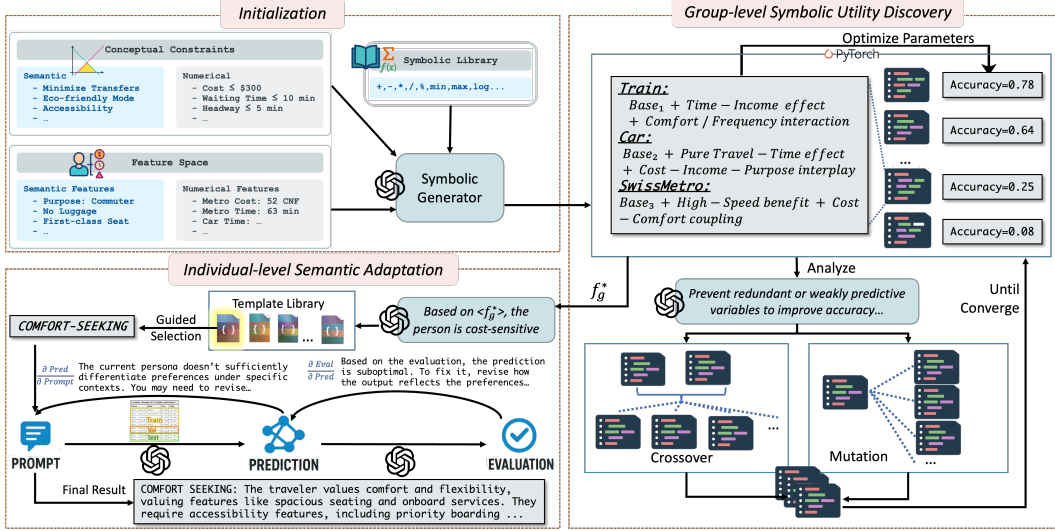 Initialization
Conceptual Constraints
Semantic
- Minimize Transfers
- Eco-friendly Mode
- Accessibility
- …
Numerical
- Cost ≤ $300
- Waiting Time ≤ 10 min
- Headway ≤ 5 min
- …
Σ
f(x)
Symbolic Library
+,-,*,/,%,min,max,log...
Feature Space
Semantic Features
- Purpose: Commuter
- No Luggage
- First-class Seat
- …
Numerical Features
- Metro Cost: 52 CNF
- Metro Time: 63 min
- Car Time: …
- …
Symbolic
Generator
Group-level Symbolic Utility Discovery
Optimize Parameters
PyTorch
Train:
Base₁ + Time − Income effect
+ Comfort / Frequency interaction
Car:
Base₂ + Pure Travel − Time effect
+ Cost − Income − Purpose interplay
SwissMetro:
Base₃ + High − Speed benefit + Cost
− Comfort coupling
Accuracy=0.78
Accuracy=0.64
...
Accuracy=0.25
Accuracy=0.08
Analyze
Prevent redundant or weakly predictive
variables to improve accuracy…
Until
Converge
...
Crossover
...
Mutation
Individual-level Semantic Adaptation
f_g^*
Based on <f_g^*>, the
person is cost-sensitive
Template Library
{ } { } { } ... { }
Guided
Selection
COMFORT-SEEKING
∂ Pred
∂ Prompt
The current persona doesn't sufficiently
differentiate preferences under specific
contexts. You may need to revise…
∂ Eval
∂ Pred
Based on the evaluation, the prediction
is suboptimal. To fix it, revise how
the output reflects the preferences…
Train
Val
Test
PROMPT
PREDICTION
EVALUATION
Final Result
COMFORT SEEKING: The traveler values comfort and flexibility,
valuing features like spacious seating and onboard services. They
require accessibility features, including priority boarding ...